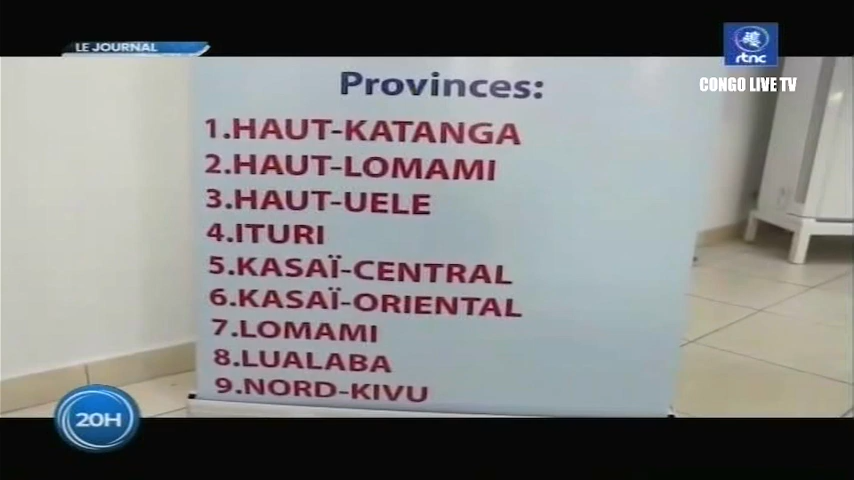 LE JOURNAL
rtnc
CONGO LIVE TV
Provinces:
1.HAUT-KATANGA
2.HAUT-LOMAMI
3.HAUT-UELE
4.ITURI
5.KASAÏ-CENTRAL
6.KASAÏ-ORIENTAL
7.LOMAMI
8.LUALABA
9.NORD-KIVU
20H